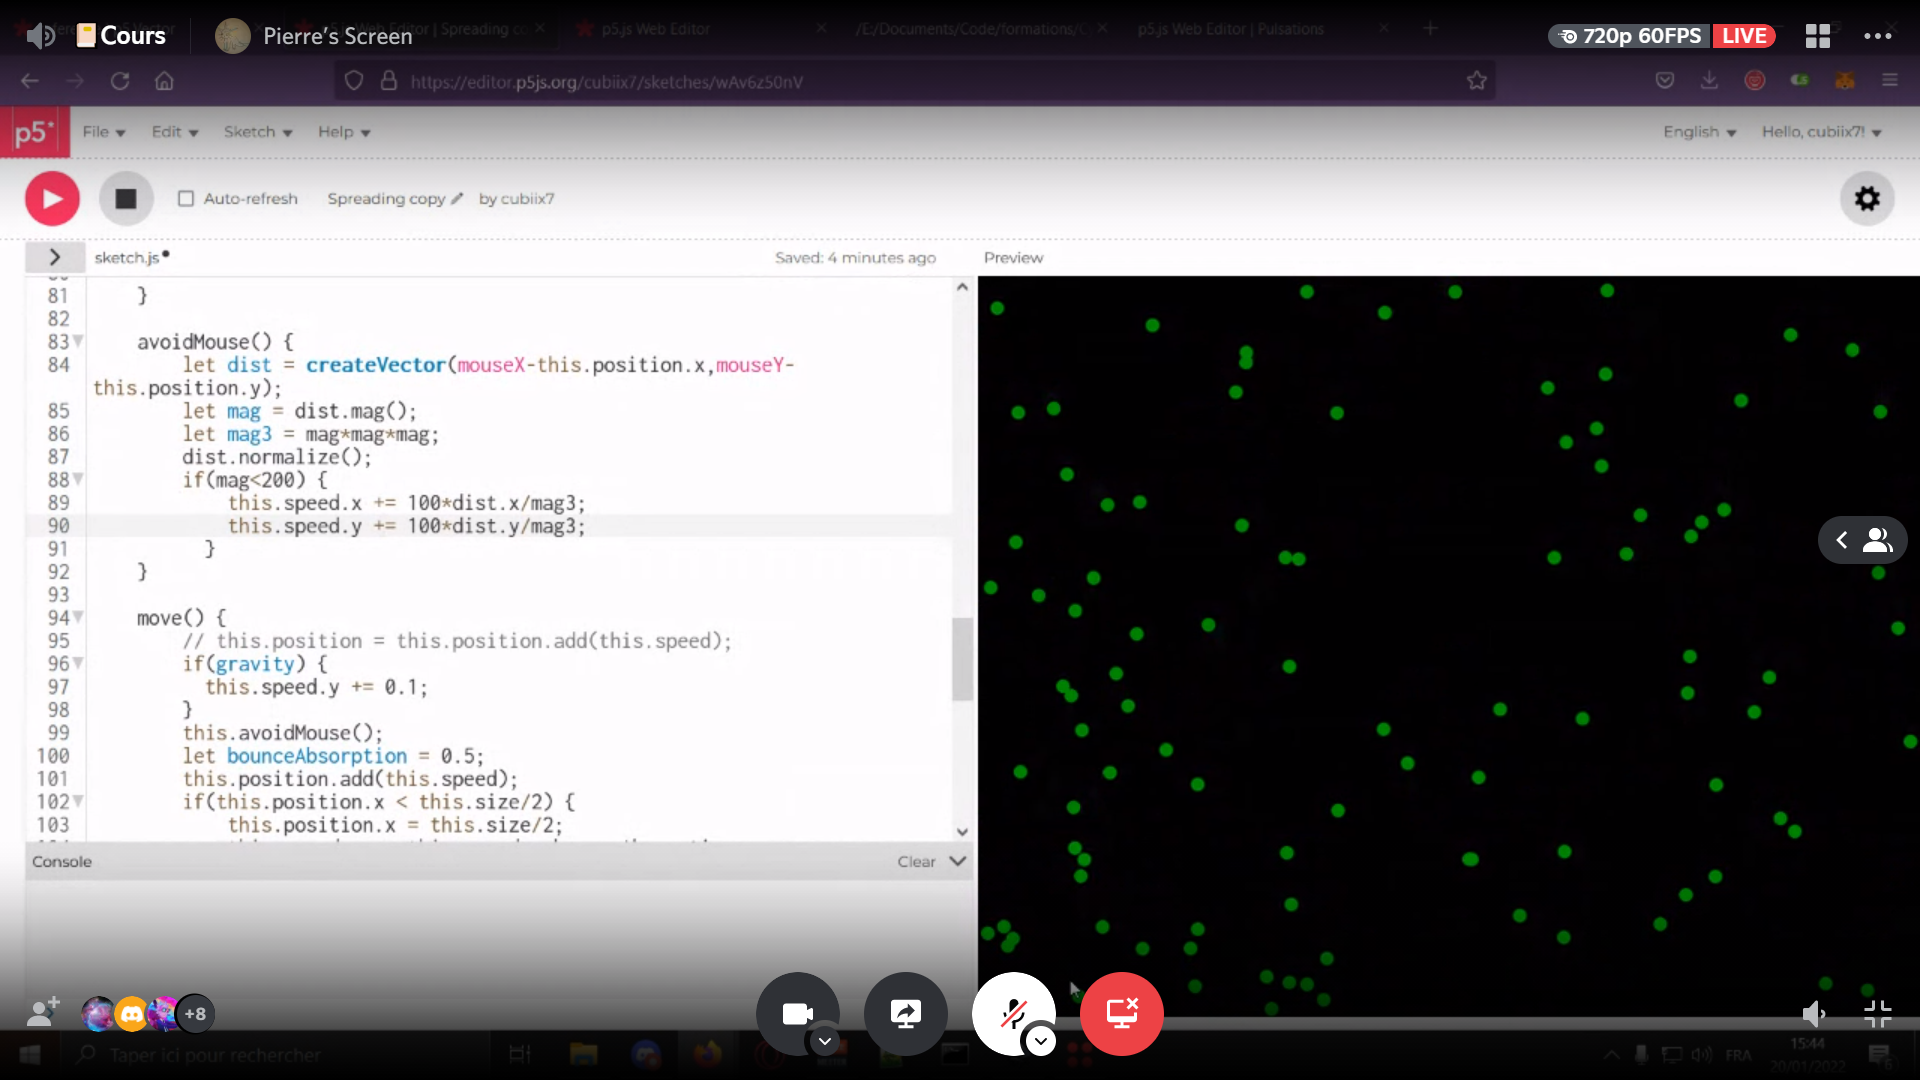 Cours
Pierre’s Screen
p5.js Web Editor | Spreading co
p5.js Web Editor
/E:/Documents/Code/formations/C
p5.js Web Editor | Pulsations
720p 60FPS
LIVE
https://editor.p5js.org/cubiix7/sketches/wAv6z50nV
p5*
File
Edit
Sketch
Help
English
Hello, cubiix7!
Auto-refresh
Spreading copy
by cubiix7
sketch.js
Saved: 4 minutes ago
Preview
81 }
82
83 avoidMouse() {
84 let dist = createVector(mouseX-this.position.x,mouseY-
this.position.y);
85 let mag = dist.mag();
86 let mag3 = mag*mag*mag;
87 dist.normalize();
88 if(mag<200) {
89 this.speed.x += 100*dist.x/mag3;
90 this.speed.y += 100*dist.y/mag3;
91 }
92 }
93
94 move() {
95 // this.position = this.position.add(this.speed);
96 if(gravity) {
97 this.speed.y += 0.1;
98 }
99 this.avoidMouse();
100 let bounceAbsorption = 0.5;
101 this.position.add(this.speed);
102 if(this.position.x < this.size/2) {
103 this.position.x = this.size/2;
Console
Clear
+8
Taper ici pour rechercher
FRA
15:44
20/01/2022